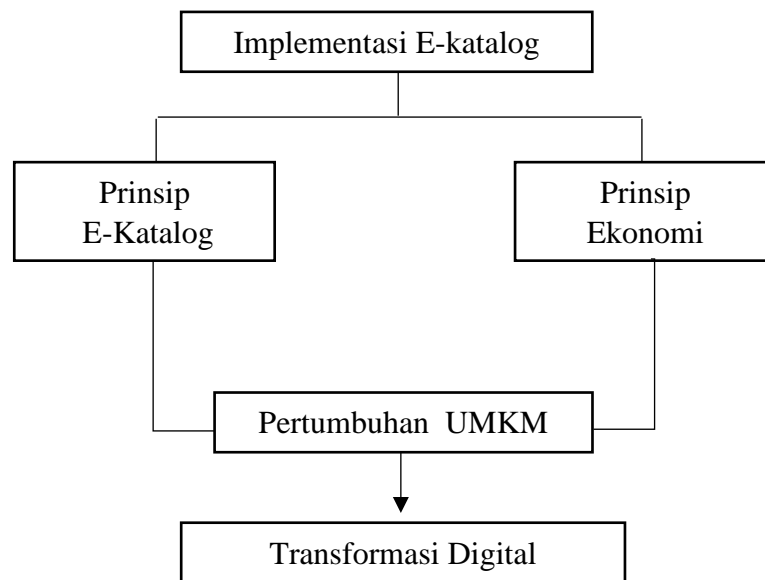 Implementasi E-katalog
Prinsip
E-Katalog
Prinsip
Ekonomi
Pertumbuhan UMKM
Transformasi Digital